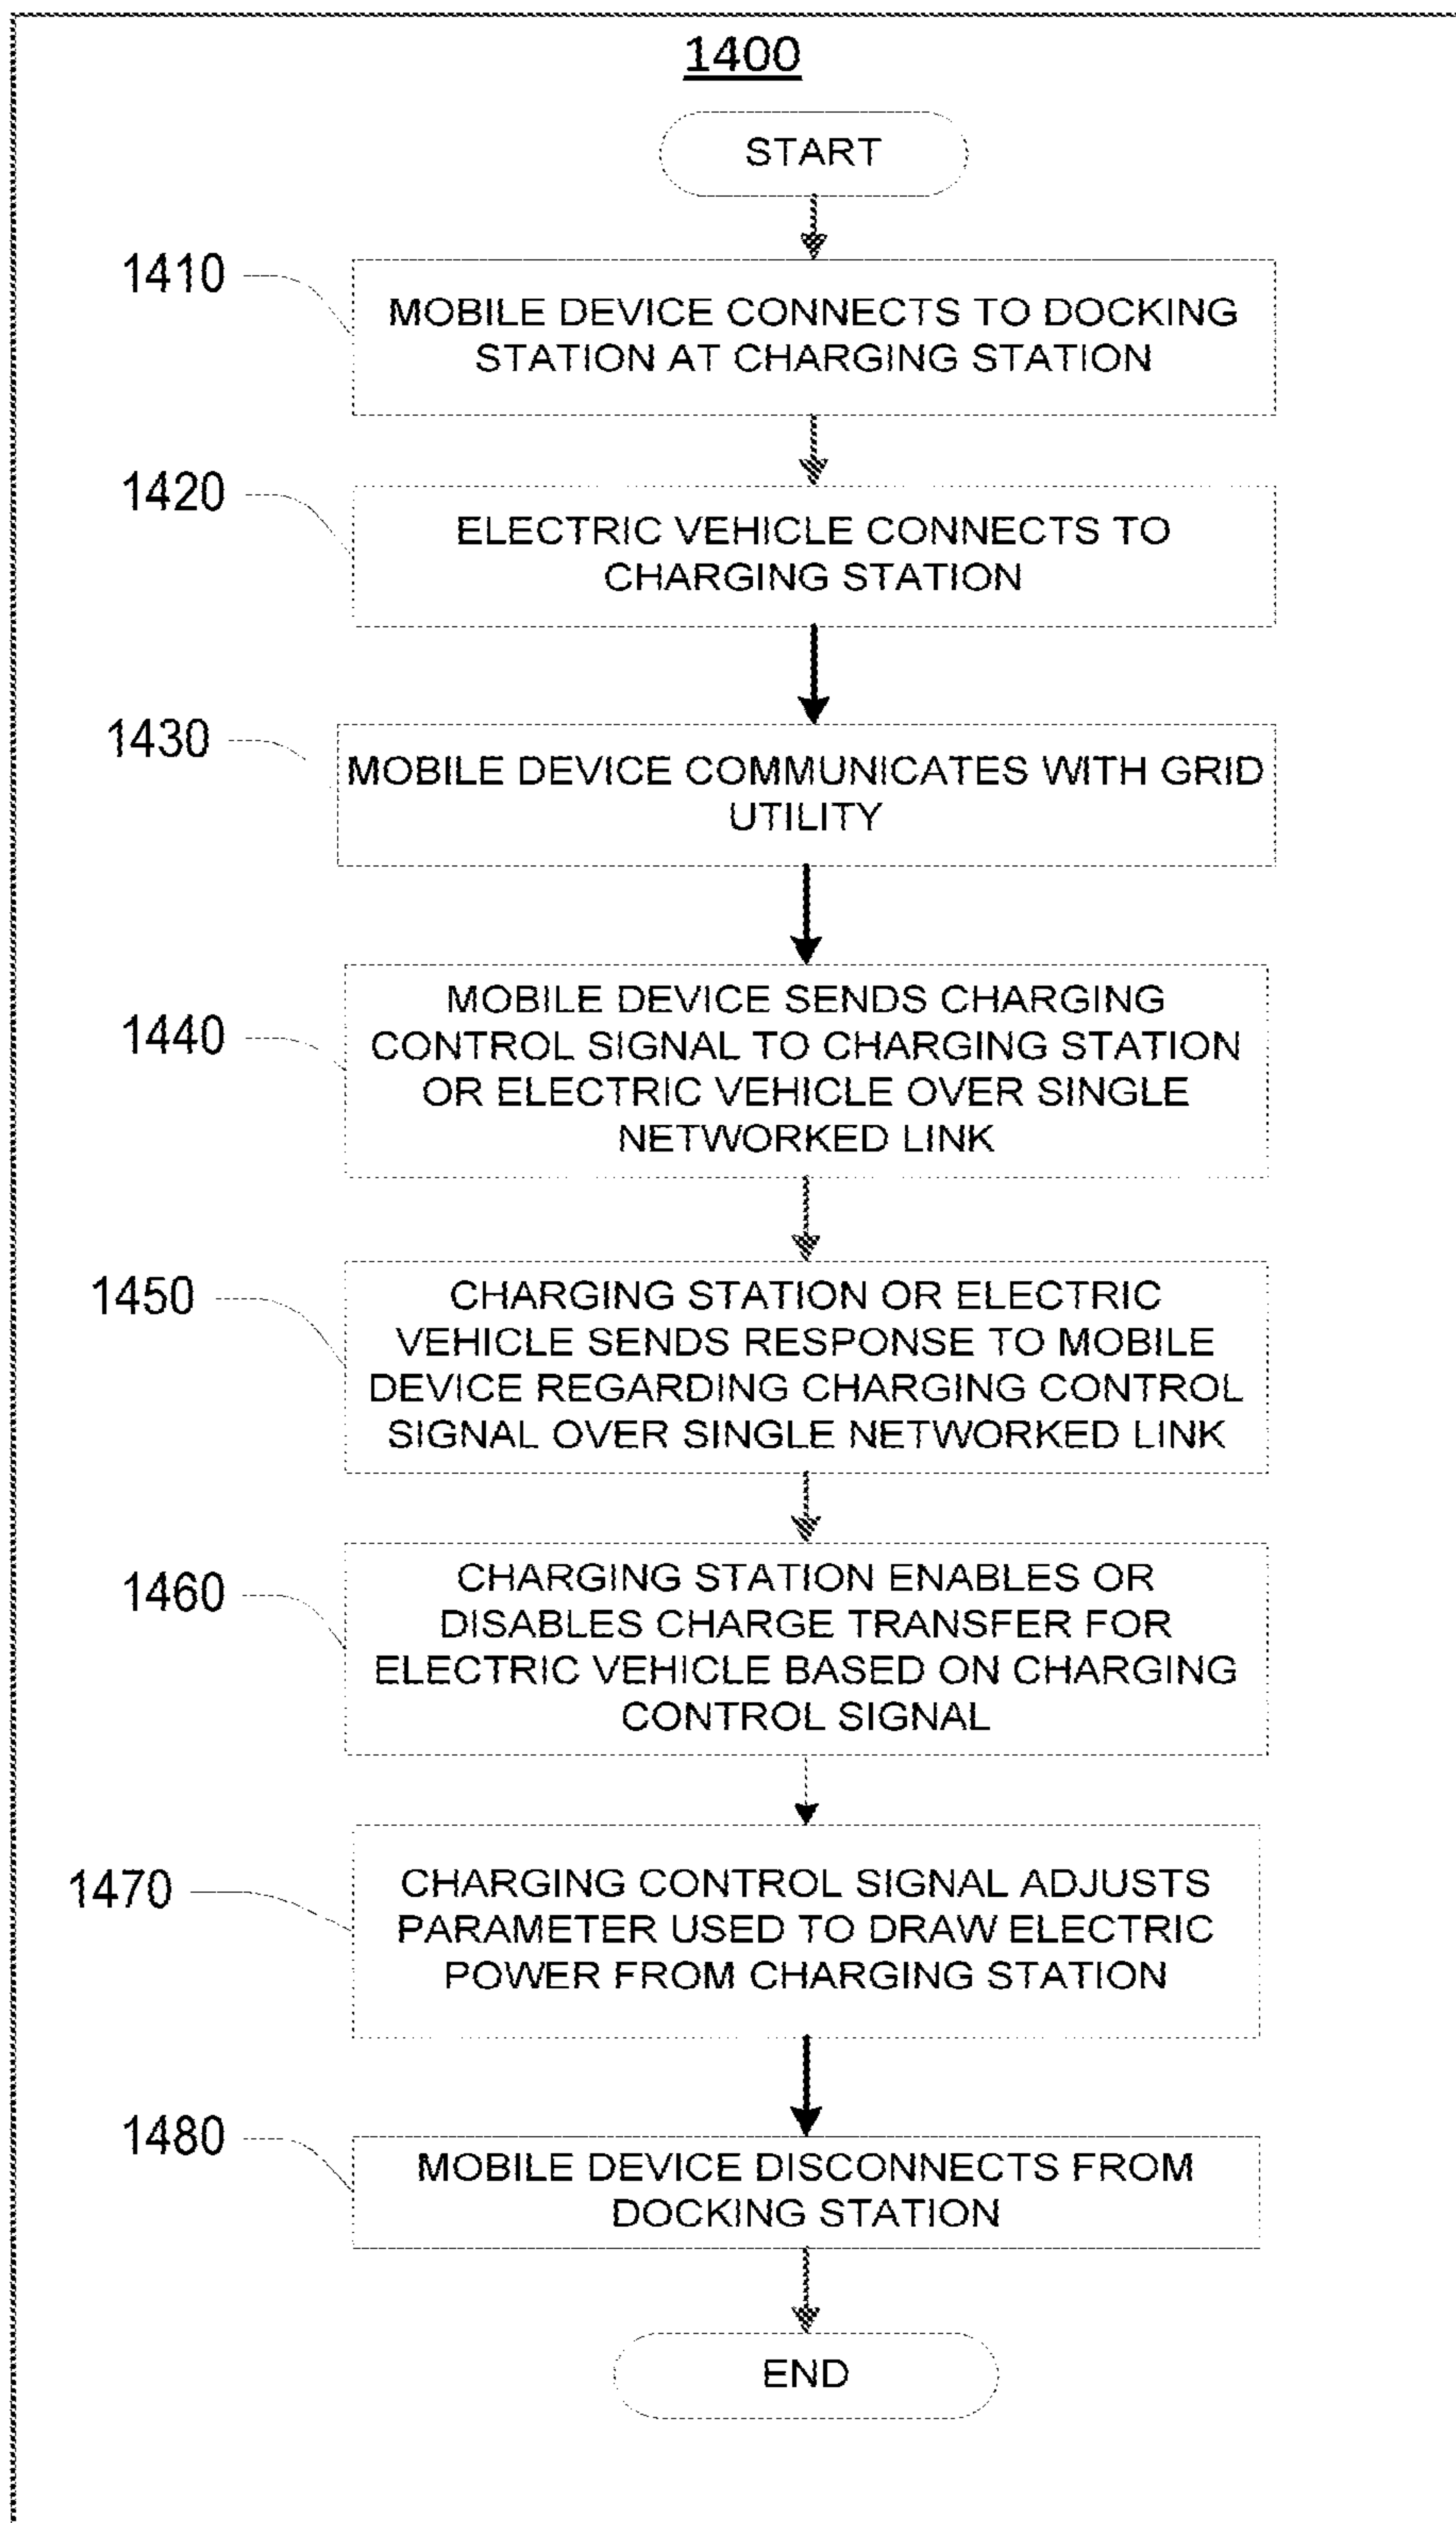 1400
START
1410
MOBILE DEVICE CONNECTS TO DOCKING
STATION AT CHARGING STATION
1420
ELECTRIC VEHICLE CONNECTS TO
CHARGING STATION
1430
MOBILE DEVICE COMMUNICATES WITH GRID
UTILITY
1440
MOBILE DEVICE SENDS CHARGING
CONTROL SIGNAL TO CHARGING STATION
OR ELECTRIC VEHICLE OVER SINGLE
NETWORKED LINK
1450
CHARGING STATION OR ELECTRIC
VEHICLE SENDS RESPONSE TO MOBILE
DEVICE REGARDING CHARGING CONTROL
SIGNAL OVER SINGLE NETWORKED LINK
1460
CHARGING STATION ENABLES OR
DISABLES CHARGE TRANSFER FOR
ELECTRIC VEHICLE BASED ON CHARGING
CONTROL SIGNAL
1470
CHARGING CONTROL SIGNAL ADJUSTS
PARAMETER USED TO DRAW ELECTRIC
POWER FROM CHARGING STATION
1480
MOBILE DEVICE DISCONNECTS FROM
DOCKING STATION
END